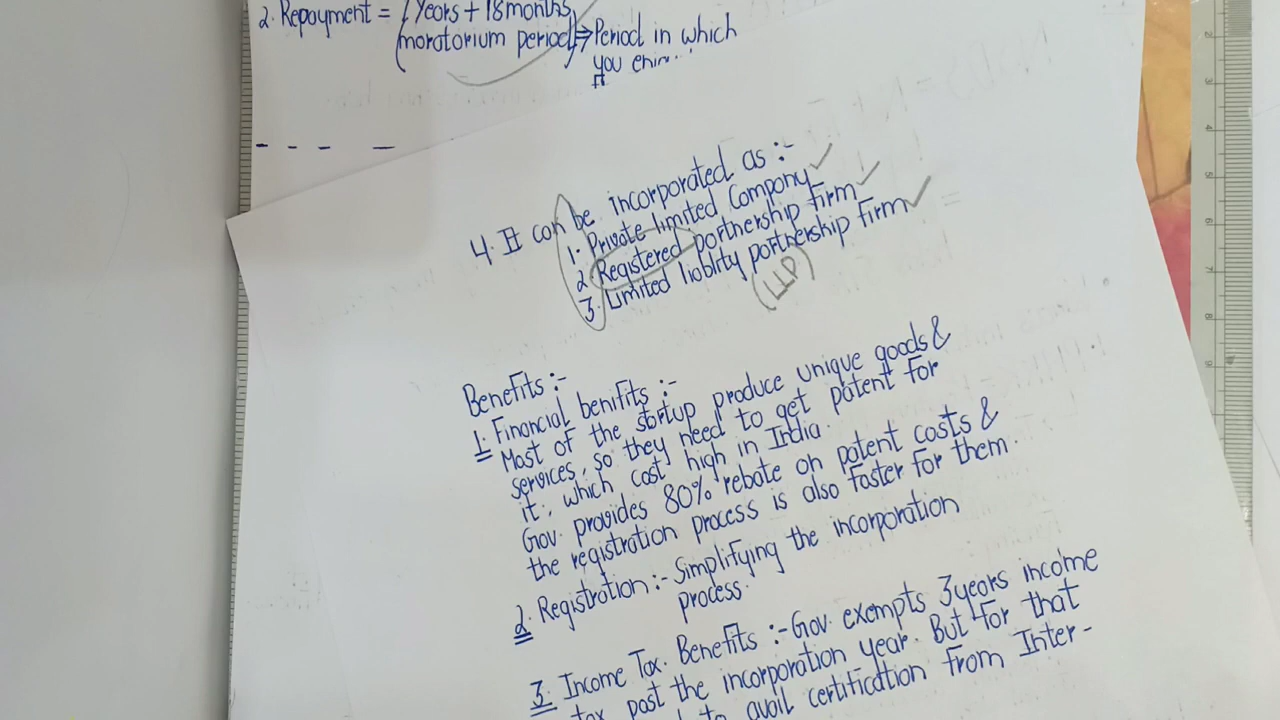 2. Repayment = 7 Years + 18 months
(moratorium period) ⇒ Period in which
you
4. It can be incorporated as :-
1. Private limited Company ✓
2. Registered partnership firm ✓
3. Limited liablity partnership firm ✓
(LLP)
Benefits :-
1. Financial benifits :-
Most of the startup produce unique goods &
services, so they need to get patent for
it, which cost high in India.
Gov. provides 80% rebate on patent costs &
the registration process is also faster for them.
2. Registration :- Simplifying the incorporation
process.
3. Income Tax. Benefits :- Gov. exempts 3 years income
tax past the incorporation year. But for that
to avail certification from Inter-